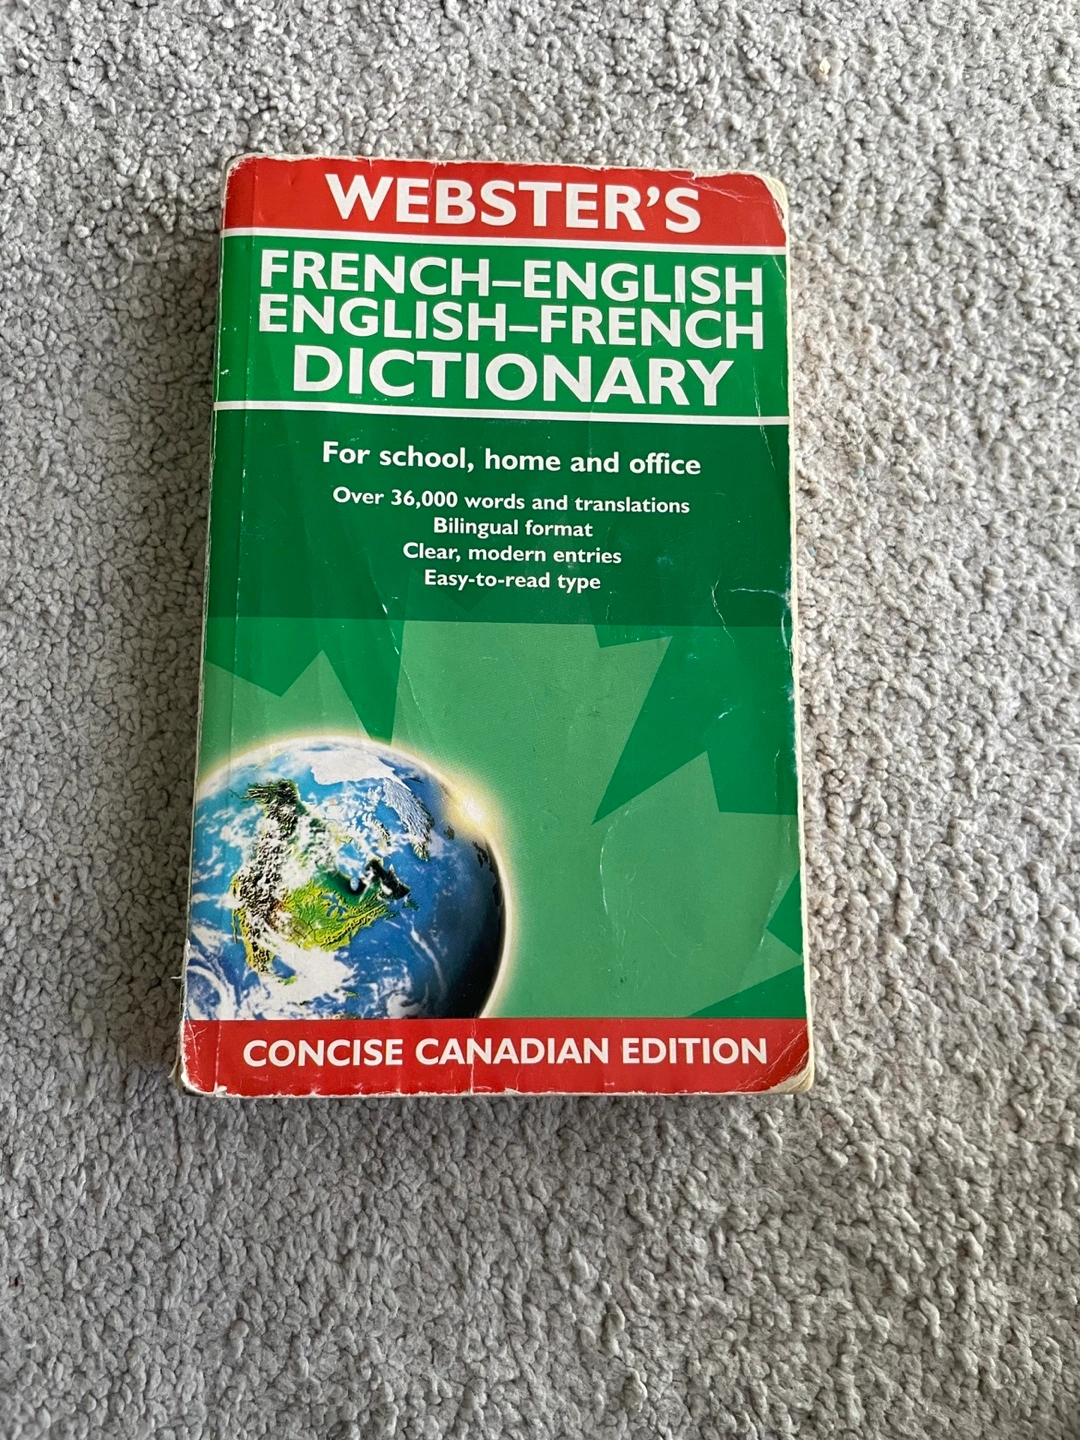 WEBSTER'S
FRENCH–ENGLISH
ENGLISH–FRENCH
DICTIONARY
For school, home and office
Over 36,000 words and translations
Bilingual format
Clear, modern entries
Easy-to-read type
CONCISE CANADIAN EDITION